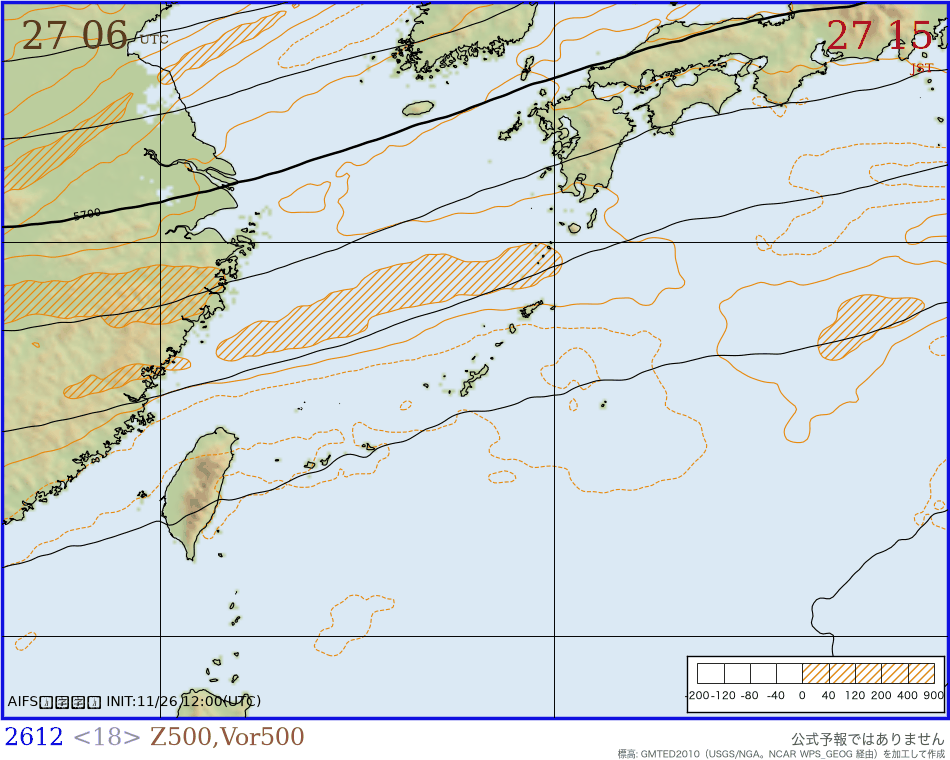 27 06 UTC
27 15
JST
5700
-200 -120 -80 -40 0 40 120 200 400 900
AIFS INIT:11/26 12:00(UTC)
2612 <18> Z500,Vor500
公式予報ではありません
標高: GMTED2010（USGS/NGA。NCAR WPS_GEOG 経由）を加工して作成